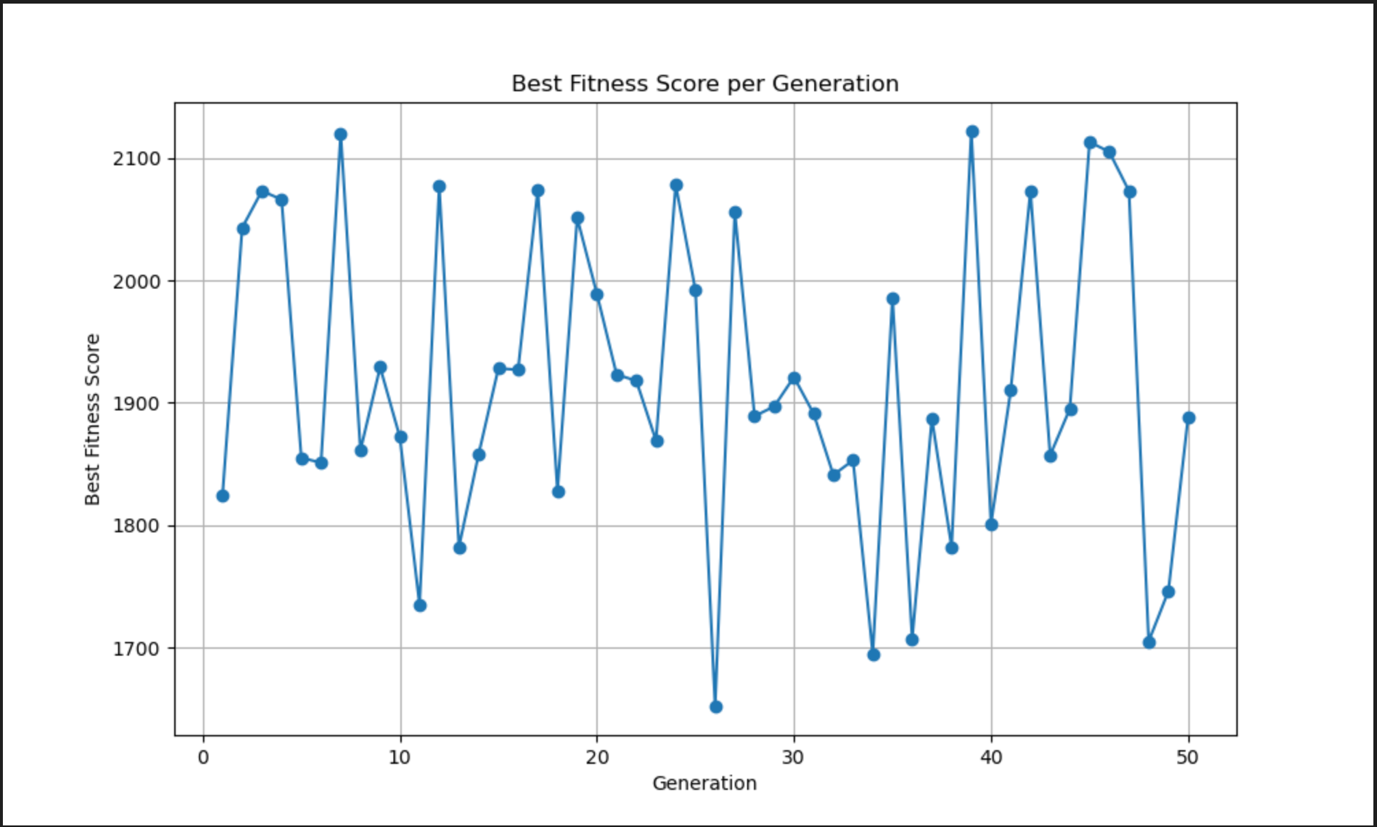 Best Fitness Score per Generation
2100
2000
1900
1800
1700
Best Fitness Score
0 10 20 30 40 50
Generation